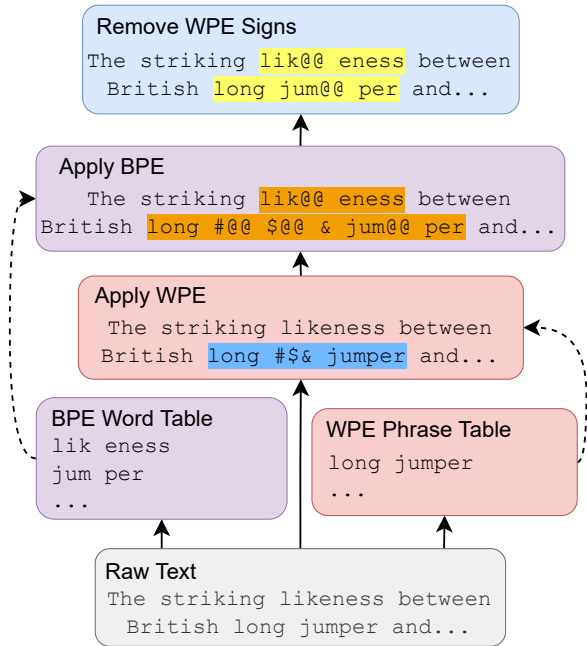 Remove WPE Signs
The striking lik@@ eness between
British long jum@@ per and...
Apply BPE
The striking lik@@ eness between
British long #@@ $@@ & jum@@ per and...
Apply WPE
The striking likeness between
British long #$& jumper and...
BPE Word Table
lik eness
jum per
...
WPE Phrase Table
long jumper
...
Raw Text
The striking likeness between
British long jumper and...